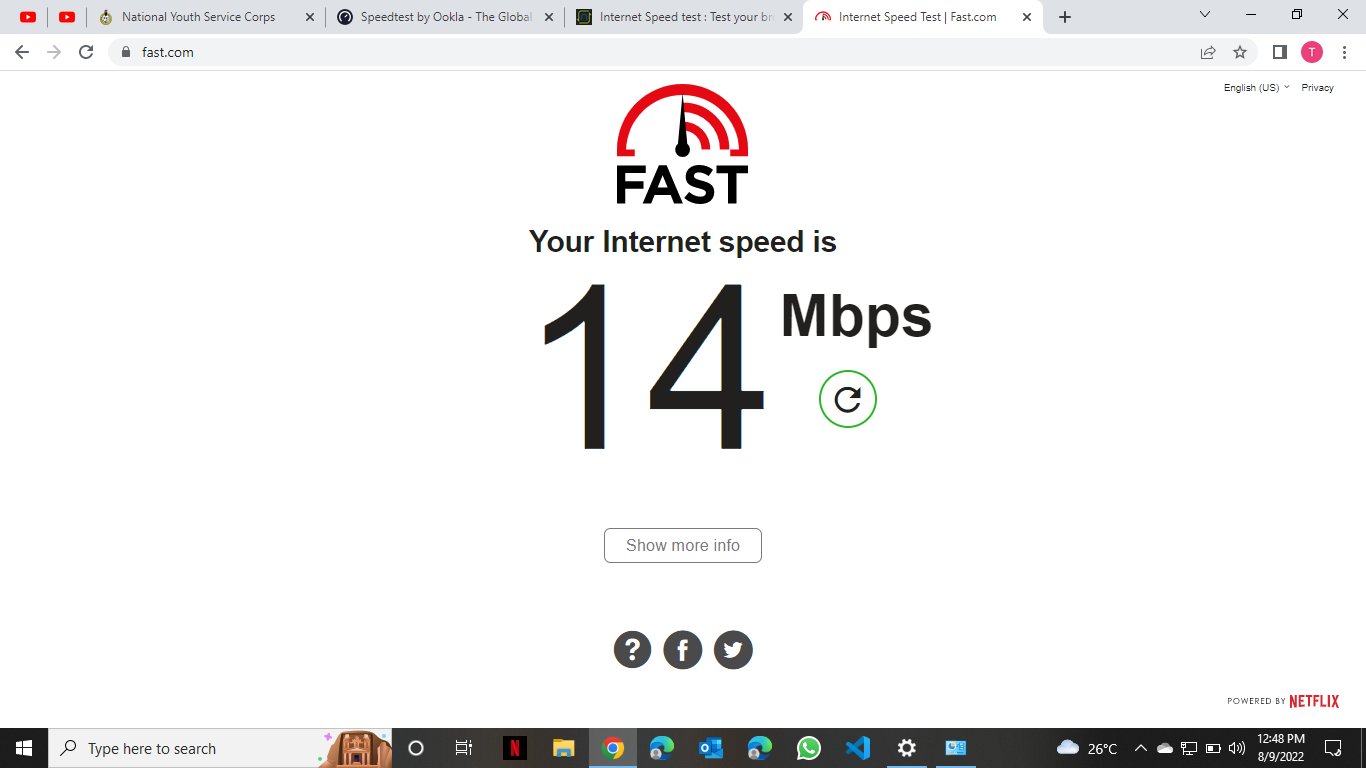 National Youth Service Corps
Speedtest by Ookla - The Global
Internet Speed test : Test your br
Internet Speed Test | Fast.com
fast.com
T
English (US)
Privacy
FAST
Your Internet speed is
14 Mbps
Show more info
?
f
POWERED BY NETFLIX
Type here to search
N
26°C
12:48 PM
8/9/2022